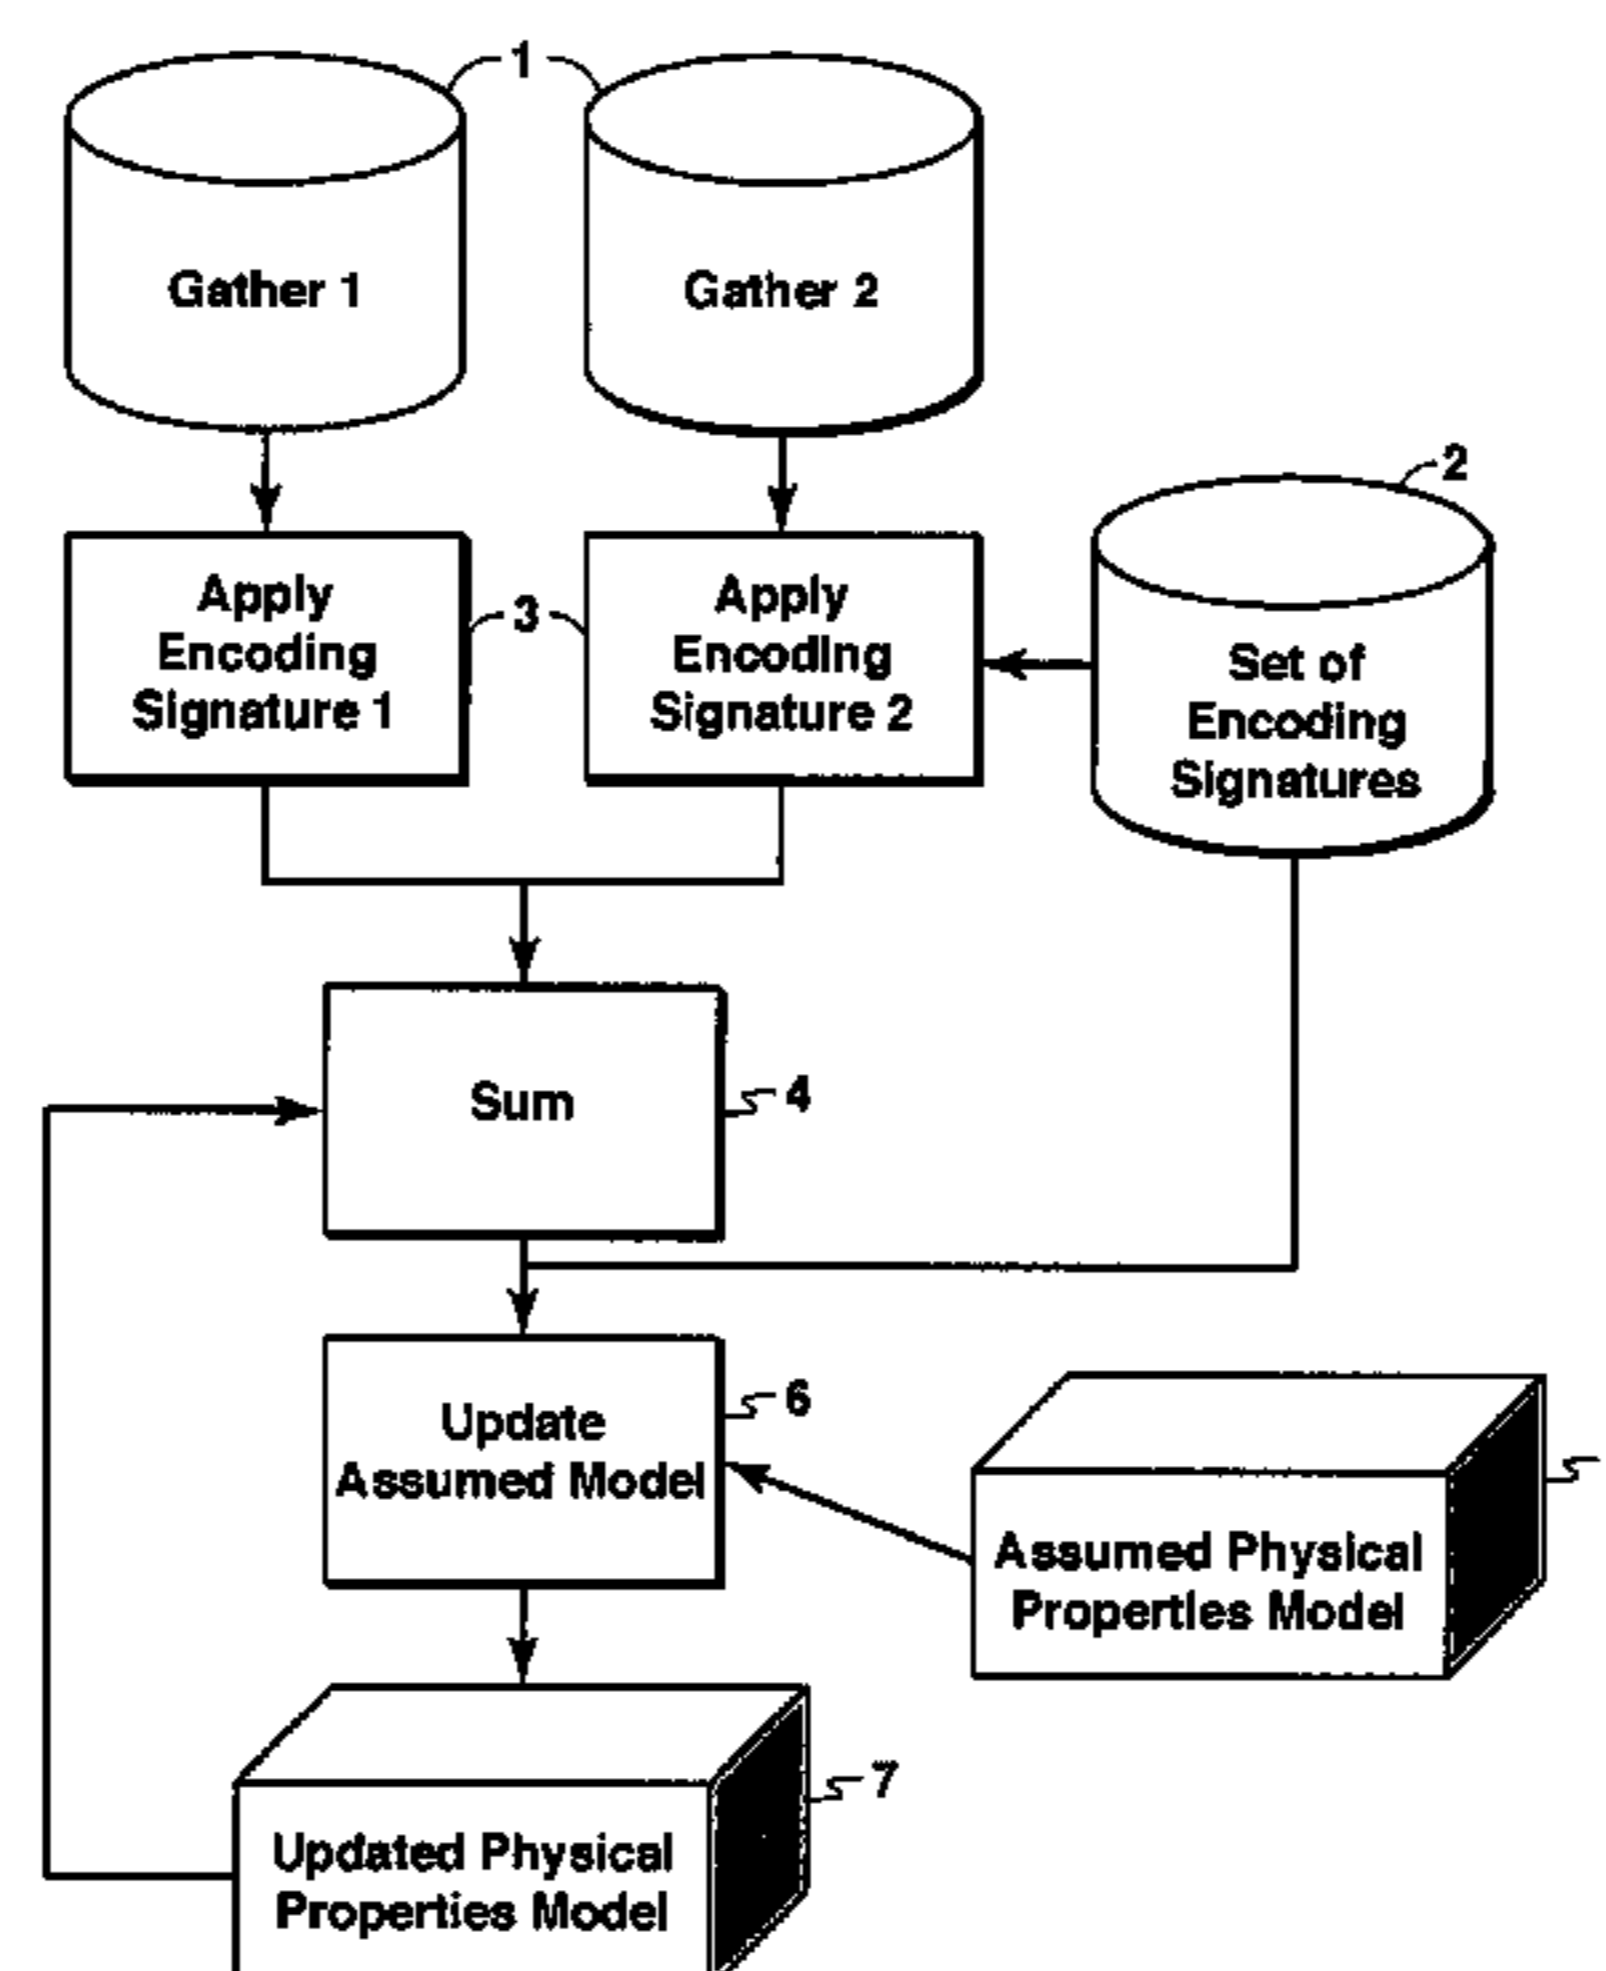 1
Gather 1
Gather 2
2
Apply
Encoding
Signature 1
3
Apply
Encoding
Signature 2
Set of
Encoding
Signatures
Sum
4
Update
Assumed Model
6
Assumed Physical
Properties Model
7
Updated Physical
Properties Model